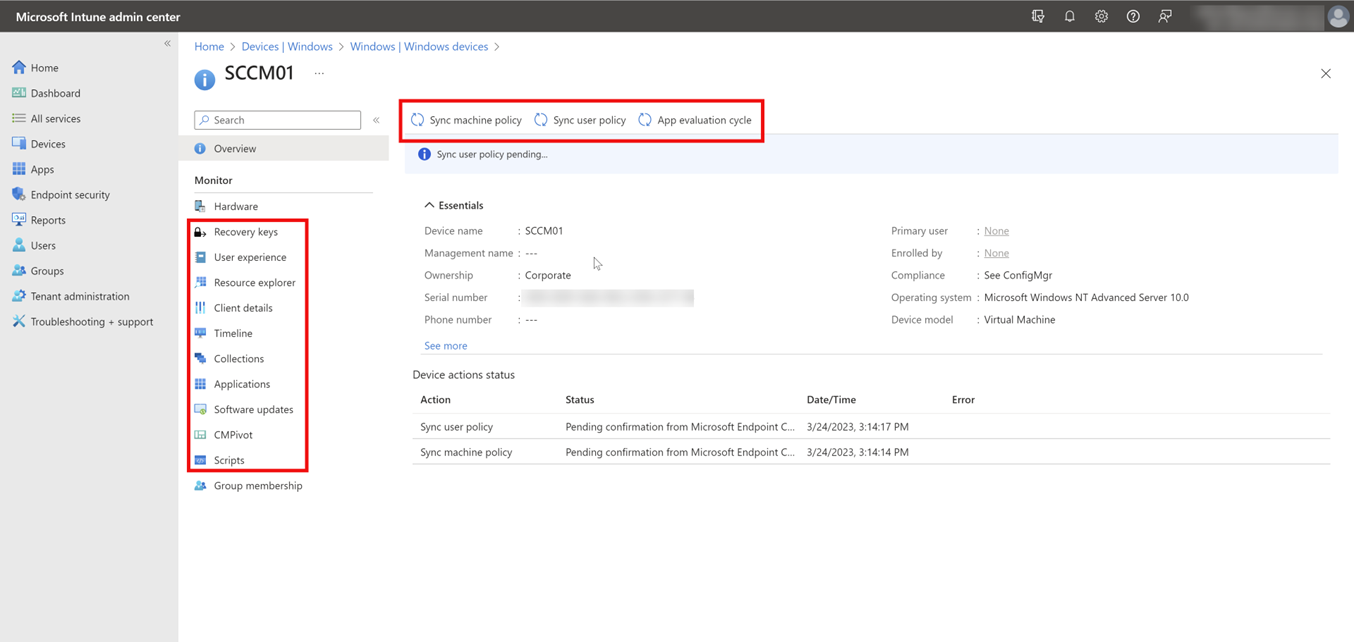 Microsoft Intune admin center
Home > Devices | Windows > Windows | Windows devices >
SCCM01 ...
Home
Dashboard
All services
Devices
Apps
Endpoint security
Reports
Users
Groups
Tenant administration
Troubleshooting + support
Search
Overview
Monitor
Hardware
Recovery keys
User experience
Resource explorer
Client details
Timeline
Collections
Applications
Software updates
CMPivot
Scripts
Group membership
Sync machine policy Sync user policy App evaluation cycle
Sync user policy pending...
Essentials
Device name : SCCM01
Management name : ---
Ownership : Corporate
Serial number :
Phone number : ---
See more
Primary user : None
Enrolled by : None
Compliance : See ConfigMgr
Operating system : Microsoft Windows NT Advanced Server 10.0
Device model : Virtual Machine
Device actions status
Action Status Date/Time Error
Sync user policy Pending confirmation from Microsoft Endpoint C... 3/24/2023, 3:14:17 PM
Sync machine policy Pending confirmation from Microsoft Endpoint C... 3/24/2023, 3:14:14 PM